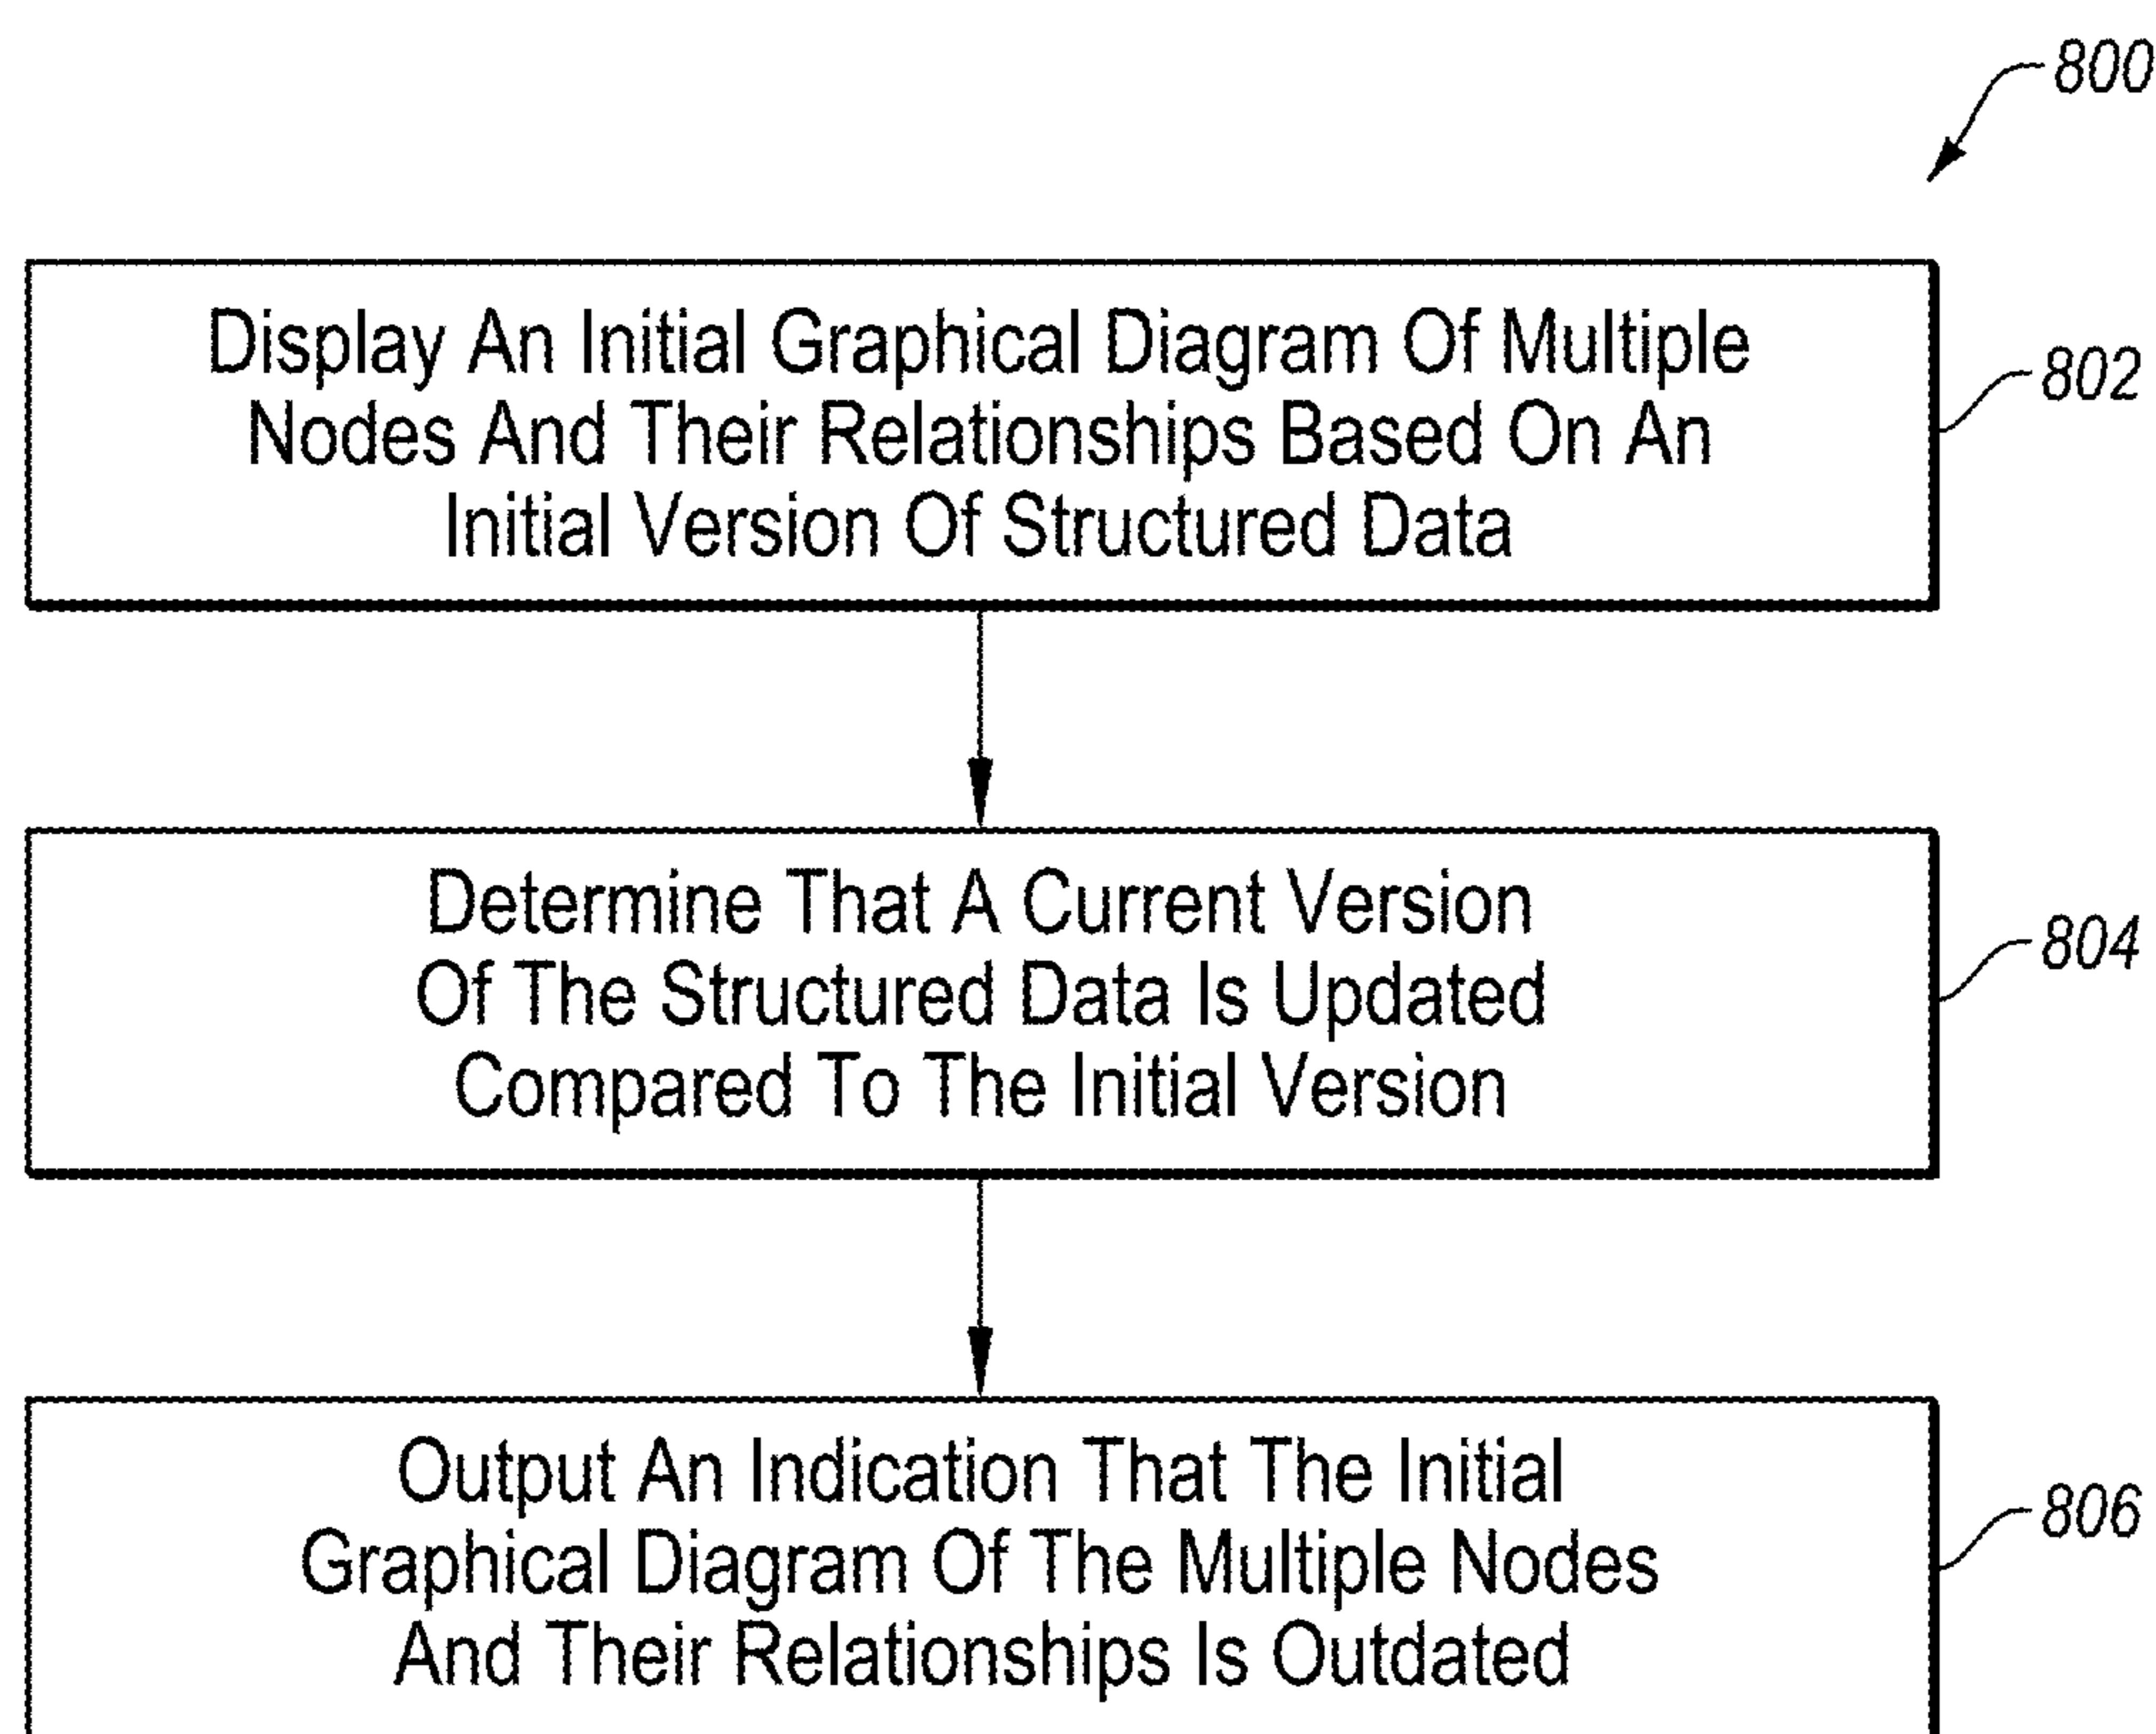 800
Display An Initial Graphical Diagram Of Multiple
Nodes And Their Relationships Based On An
Initial Version Of Structured Data
802
Determine That A Current Version
Of The Structured Data Is Updated
Compared To The Initial Version
804
Output An Indication That The Initial
Graphical Diagram Of The Multiple Nodes
And Their Relationships Is Outdated
806